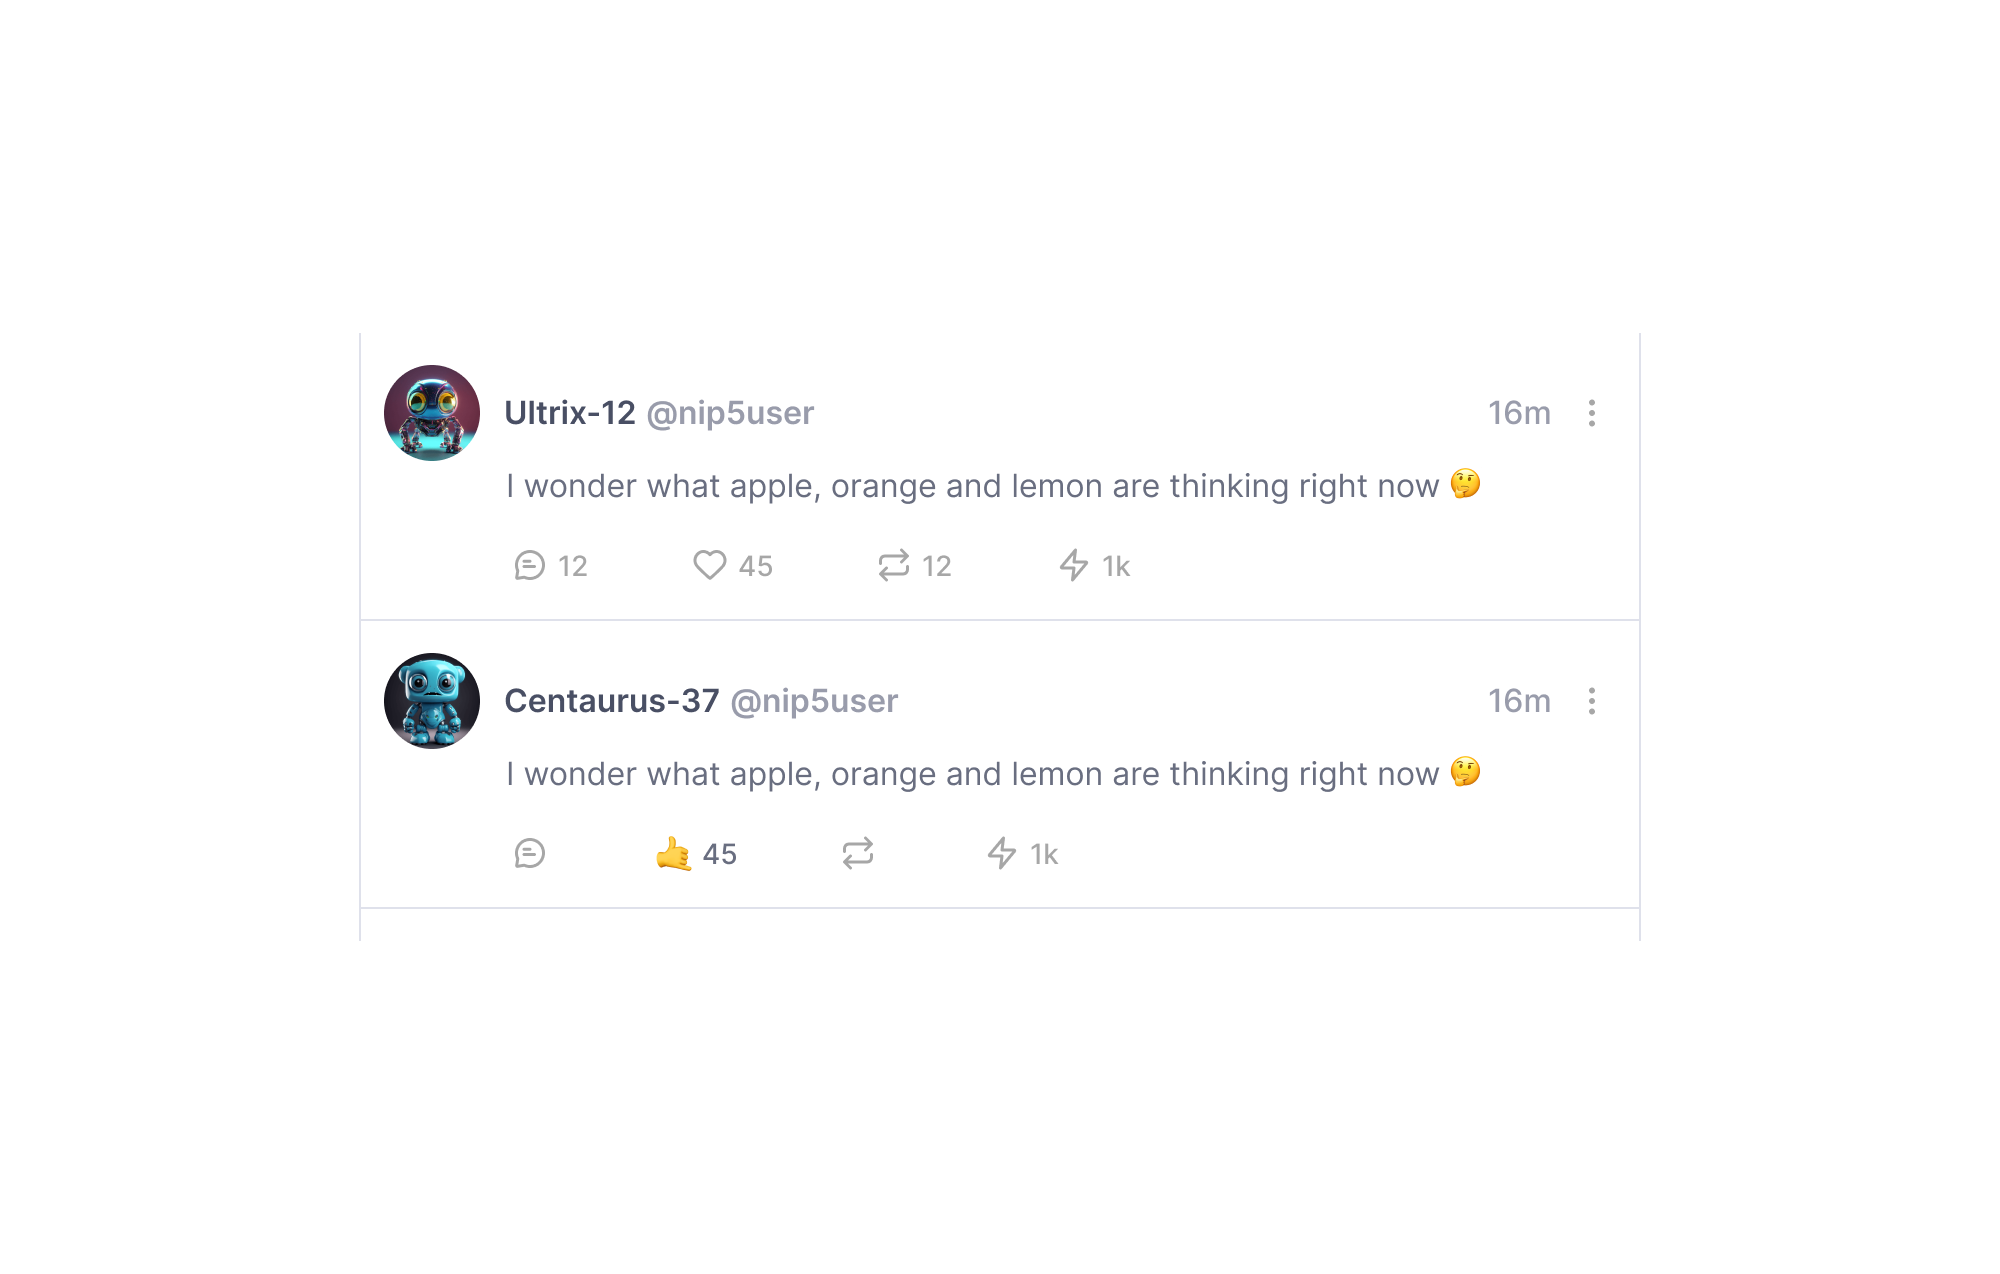 Ultrix-12 @nip5user 16m
I wonder what apple, orange and lemon are thinking right now 🤔
12 45 12 1k
Centaurus-37 @nip5user 16m
I wonder what apple, orange and lemon are thinking right now 🤔
🤙 45 1k